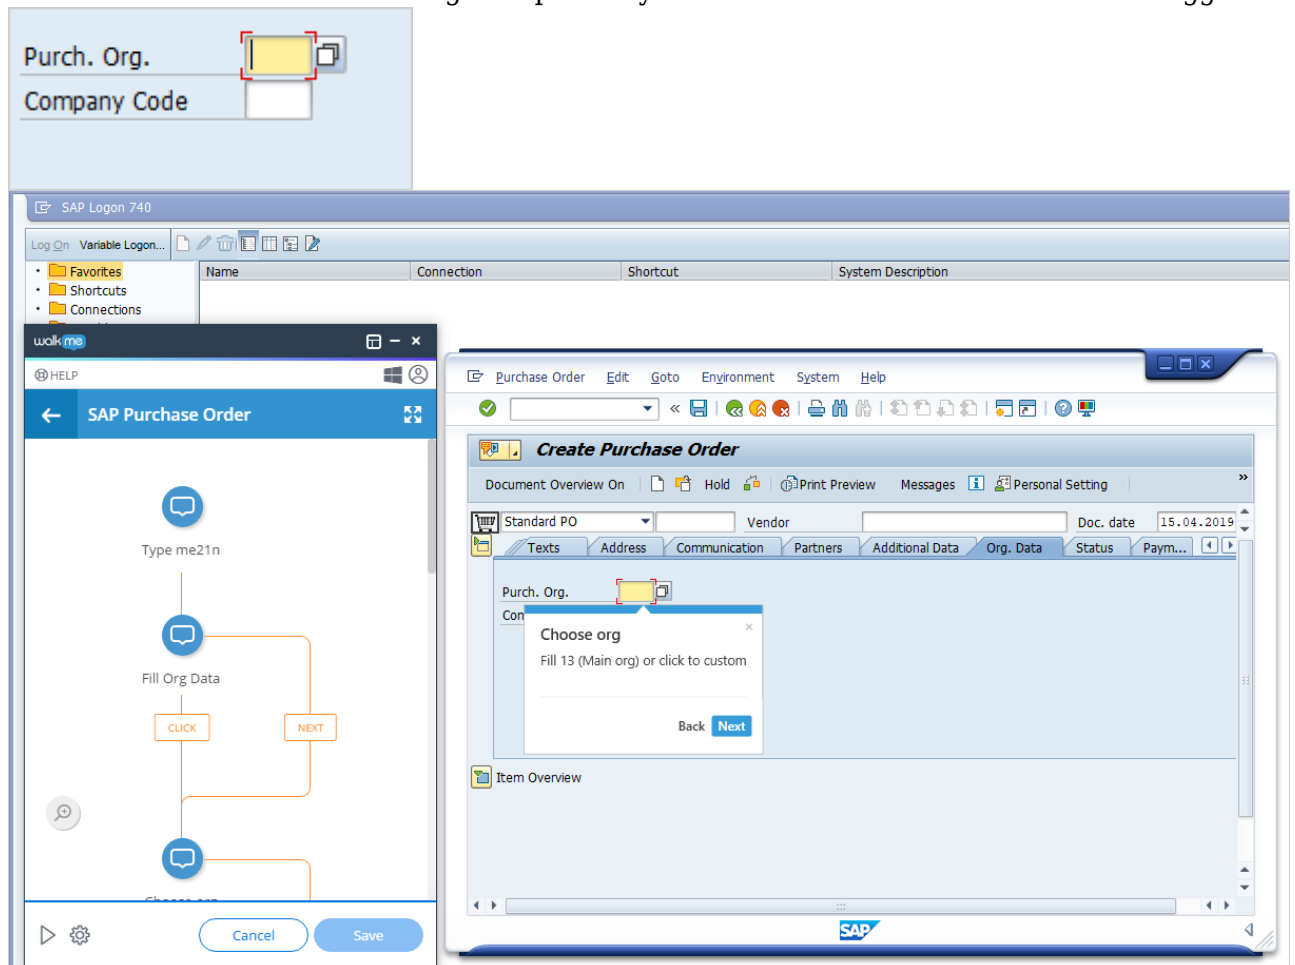 Purch. Org.
Company Code
SAP Logon 740
Log On Variable Logon...
Favorites
Name Connection Shortcut System Description
Shortcuts
Connections
walkme
HELP
SAP Purchase Order
Type me21n
Fill Org Data
CLICK NEXT
Cancel Save
Purchase Order Edit Goto Environment System Help
Create Purchase Order
Document Overview On Hold Print Preview Messages Personal Setting »
Standard PO Vendor Doc. date 15.04.2019
Texts Address Communication Partners Additional Data Org. Data Status Paym...
Purch. Org.
Con
Choose org ×
Fill 13 (Main org) or click to custom
Back Next
Item Overview
SAP